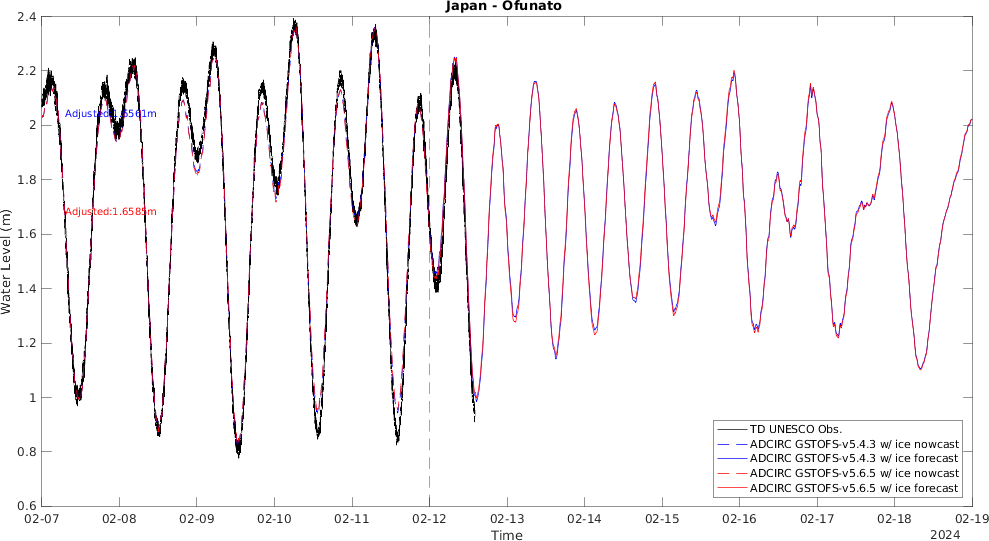 Japan - Ofunato
2.4
2.2
2
1.8
1.6
1.4
1.2
1
0.8
0.6
Water Level (m)
Adjusted:1.6561m
Adjusted:1.6585m
TD UNESCO Obs.
ADCIRC GSTOFS-v5.4.3 w/ ice nowcast
ADCIRC GSTOFS-v5.4.3 w/ ice forecast
ADCIRC GSTOFS-v5.6.5 w/ ice nowcast
ADCIRC GSTOFS-v5.6.5 w/ ice forecast
02-07 02-08 02-09 02-10 02-11 02-12 02-13 02-14 02-15 02-16 02-17 02-18 02-19
Time
2024